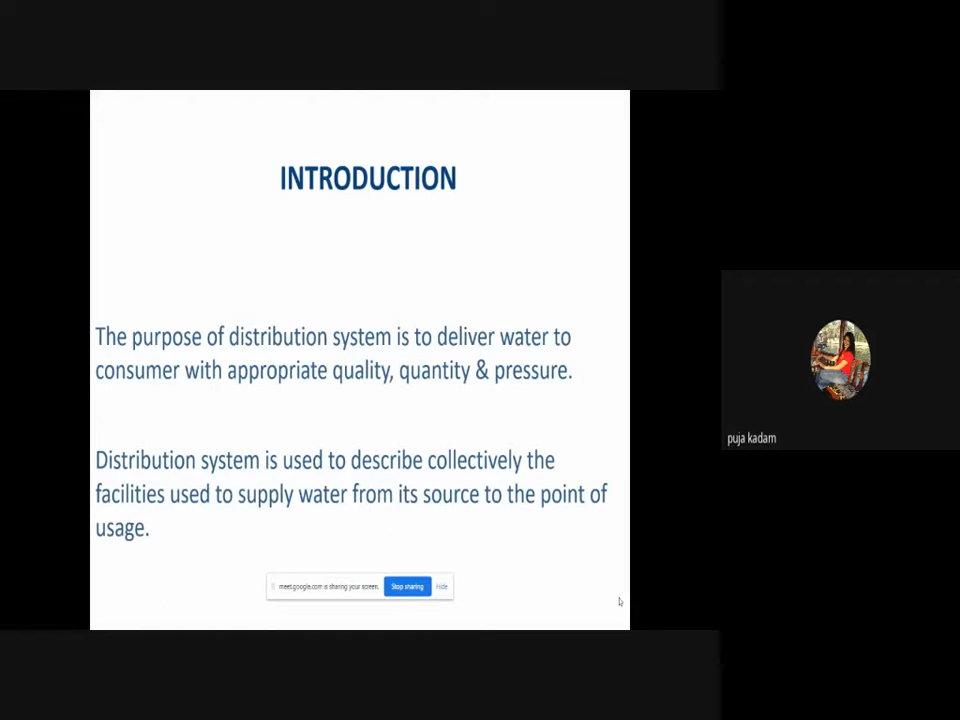 INTRODUCTION
The purpose of distribution system is to deliver water to
consumer with appropriate quality, quantity & pressure.
Distribution system is used to describe collectively the
facilities used to supply water from its source to the point of
usage.
meet.google.com is sharing your screen. Stop sharing Hide
puja kadam